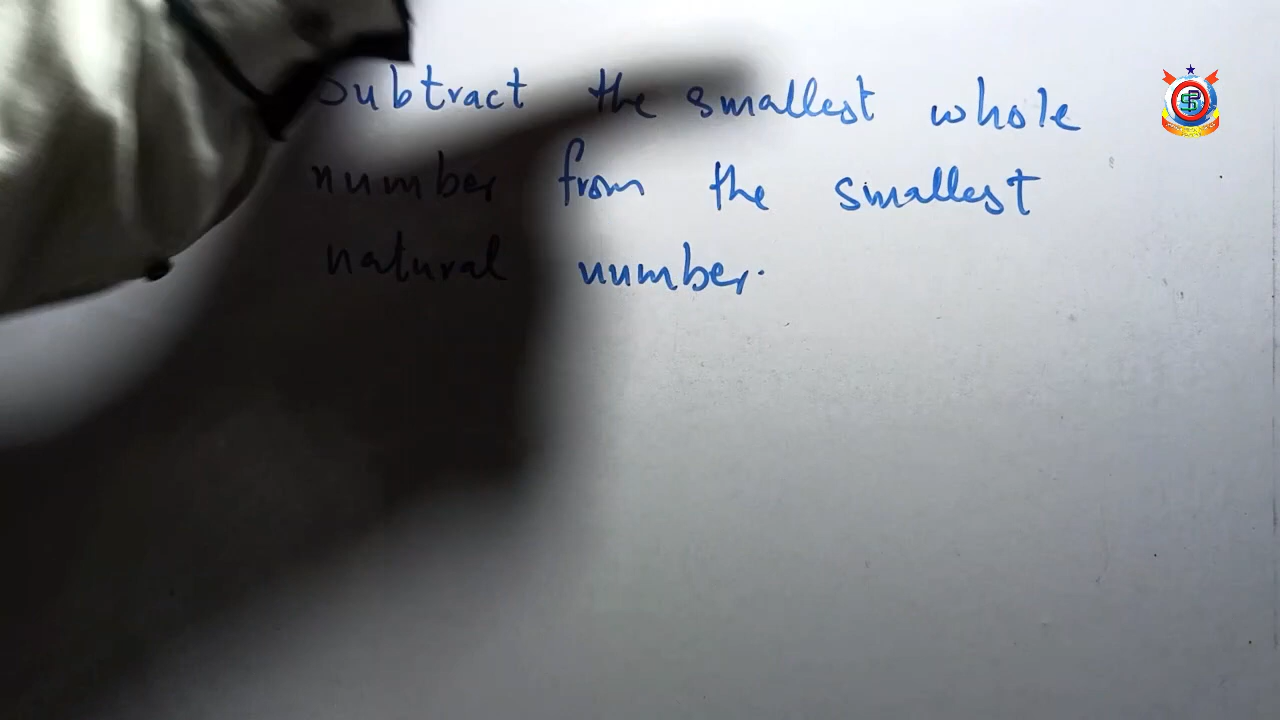 Subtract the smallest whole
number from the smallest
natural number.